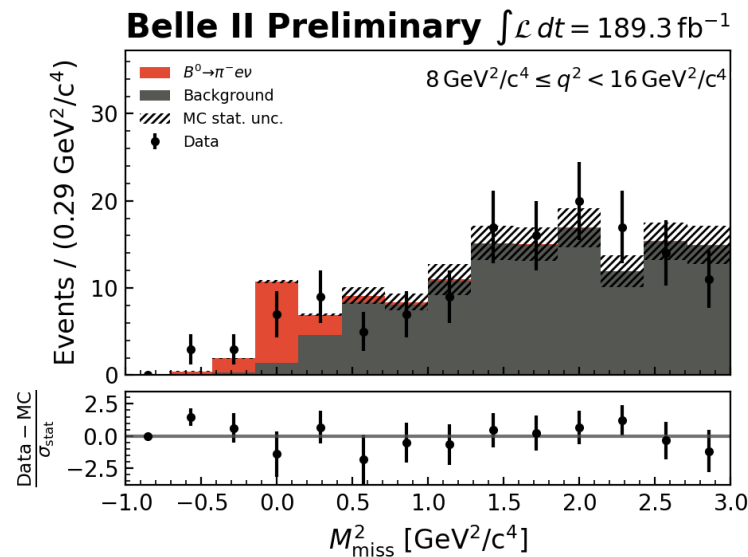 Belle II Preliminary ∫ℒ dt = 189.3 fb⁻¹
8 GeV²/c⁴ ≤ q² < 16 GeV²/c⁴
B⁰→π⁻eν
Background
MC stat. unc.
Data
Events / (0.29 GeV²/c⁴)
30
20
10
0
Data − MC
σstat
2.5
0.0
−2.5
−1.0 −0.5 0.0 0.5 1.0 1.5 2.0 2.5 3.0
M²miss [GeV²/c⁴]